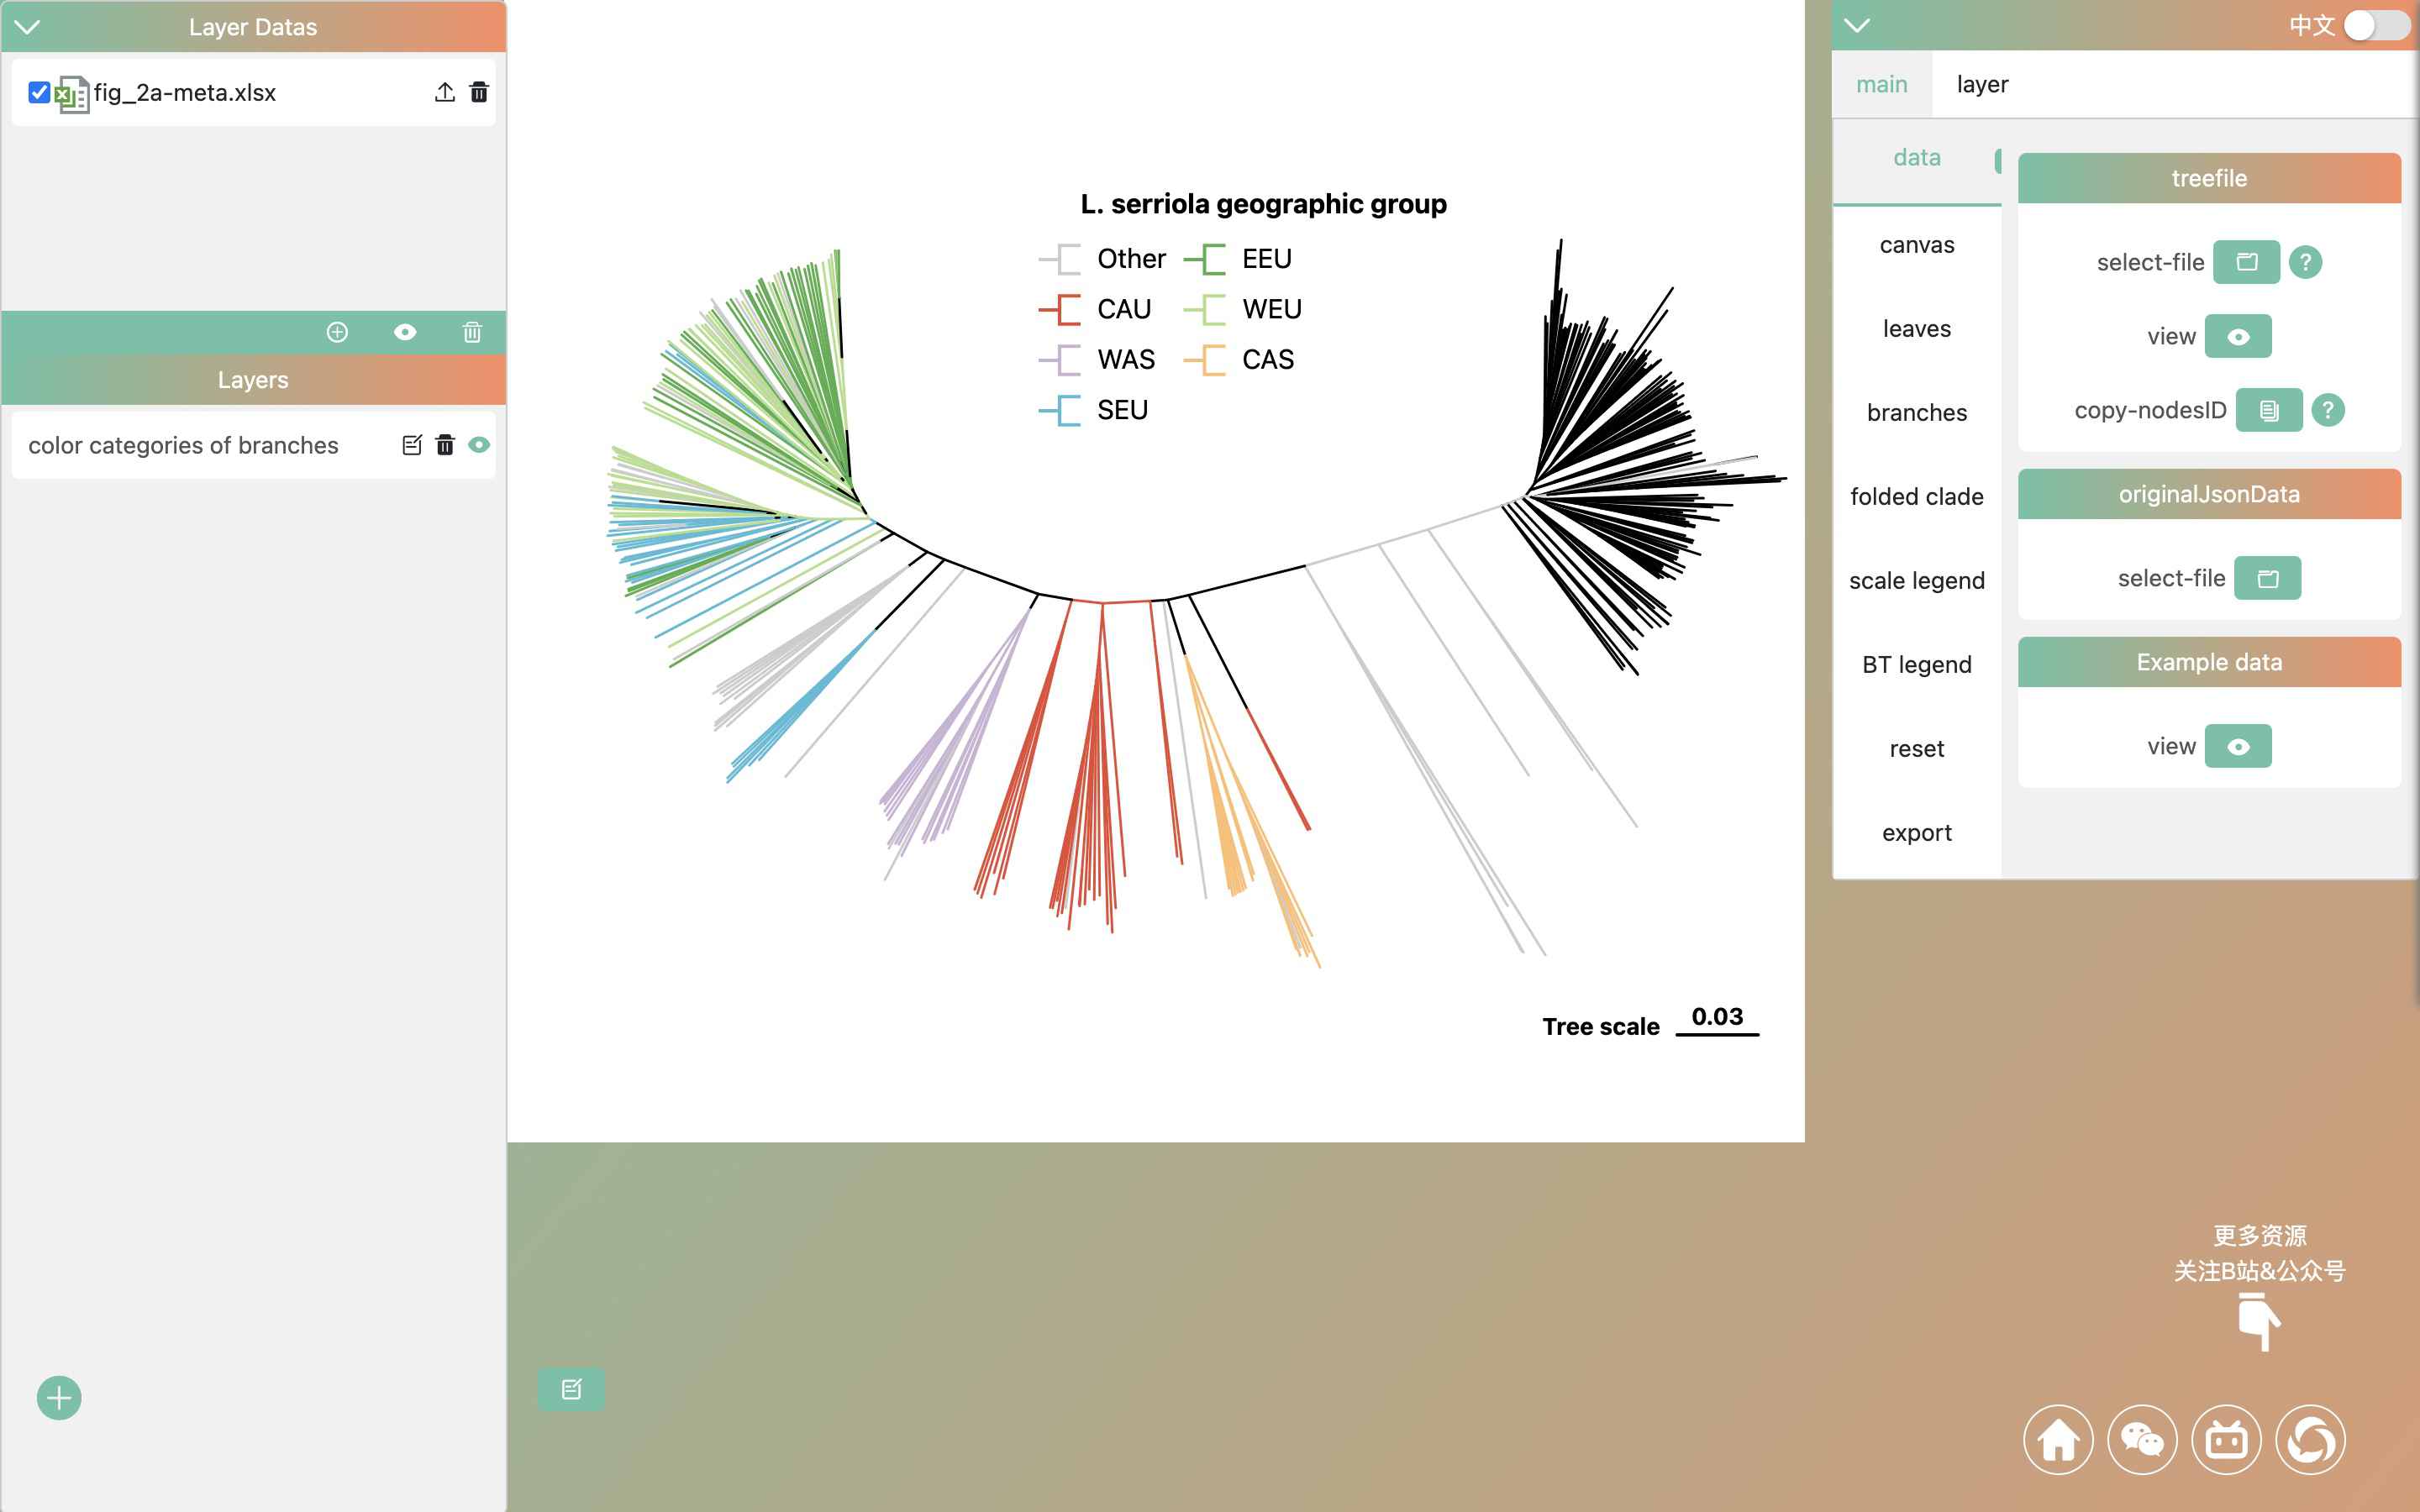 Layer Datas
fig_2a-meta.xlsx
Layers
color categories of branches
L. serriola geographic group
Other
EEU
CAU
WEU
WAS
CAS
SEU
Tree scale
0.03
中文
main
layer
data
canvas
leaves
branches
folded clade
scale legend
BT legend
reset
export
treefile
select-file
?
view
copy-nodesID
?
originalJsonData
select-file
Example data
view
更多资源
关注B站&公众号